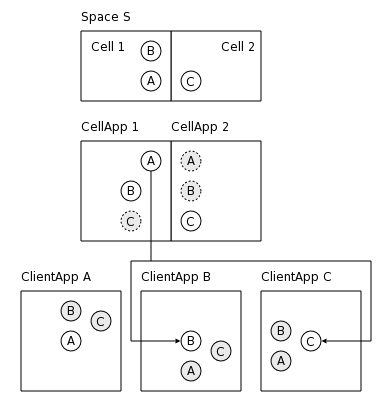 Space S
Cell 1 B Cell 2
A C
CellApp 1 CellApp 2
A A
B B
C C
ClientApp A ClientApp B ClientApp C
B C
A
B C
A
B C
A